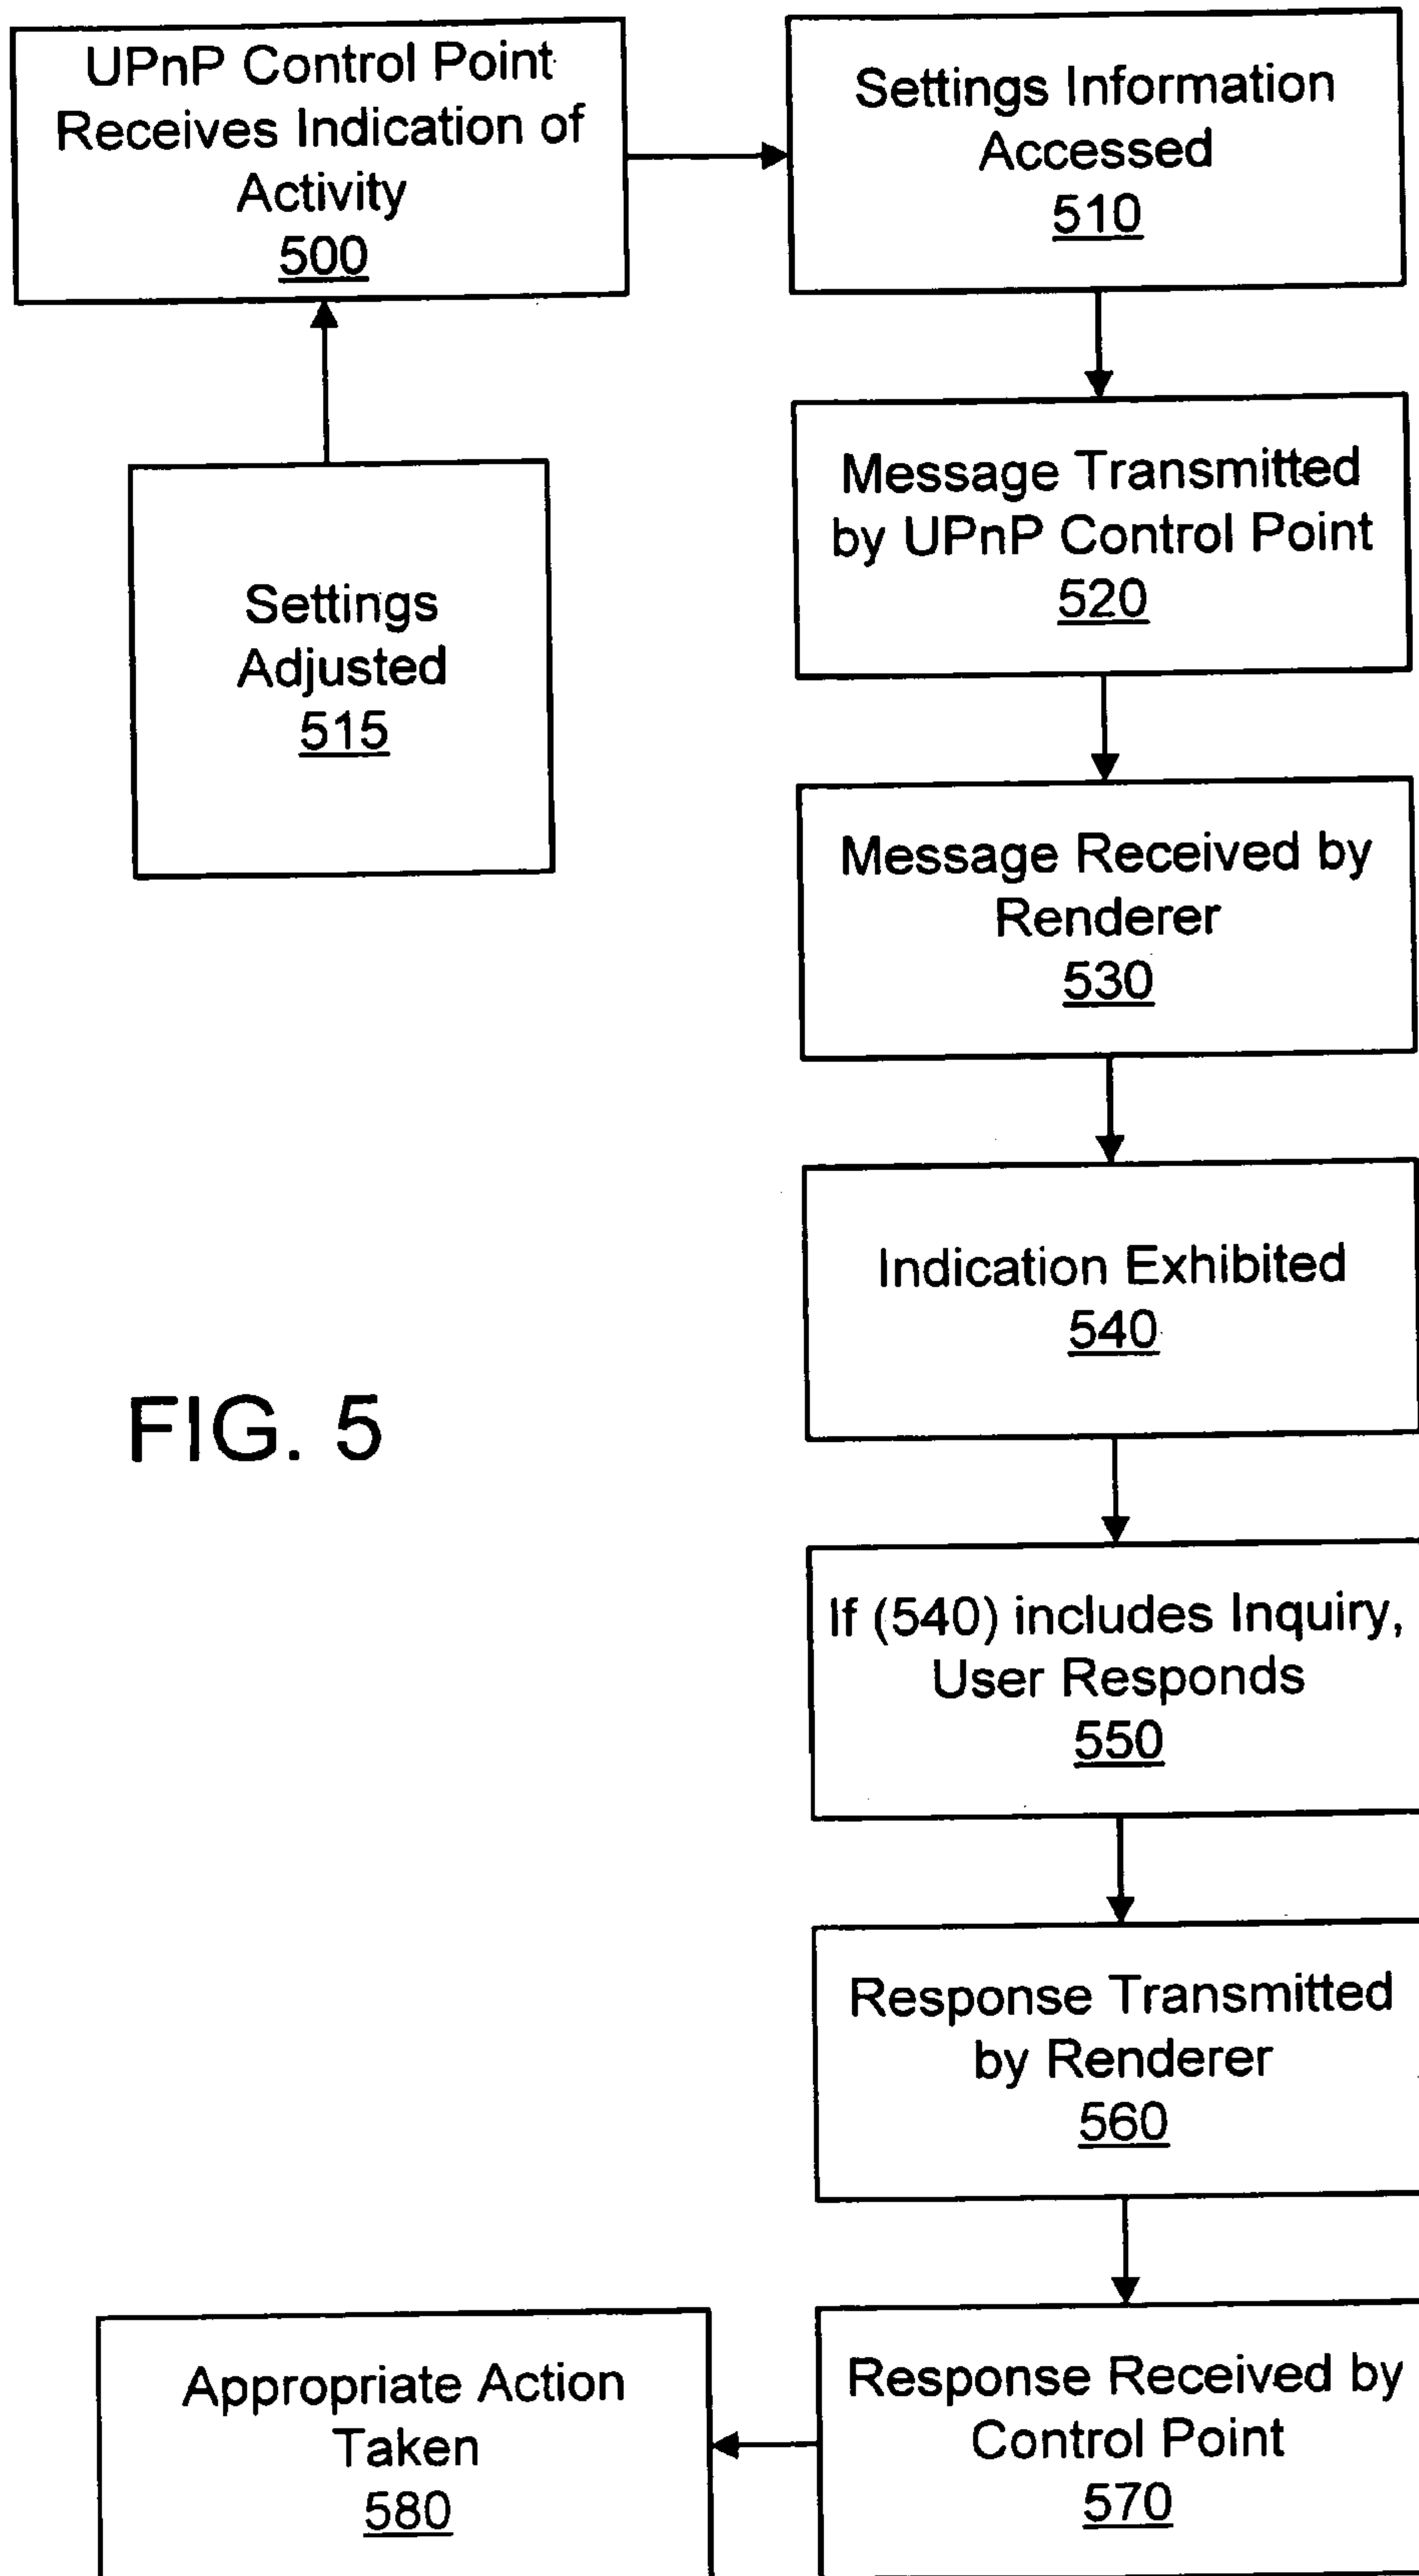 UPnP Control Point
Receives Indication of
Activity
500
Settings Information
Accessed
510
Settings
Adjusted
515
Message Transmitted
by UPnP Control Point
520
Message Received by
Renderer
530
Indication Exhibited
540
FIG. 5
If (540) includes Inquiry,
User Responds
550
Response Transmitted
by Renderer
560
Response Received by
Control Point
570
Appropriate Action
Taken
580